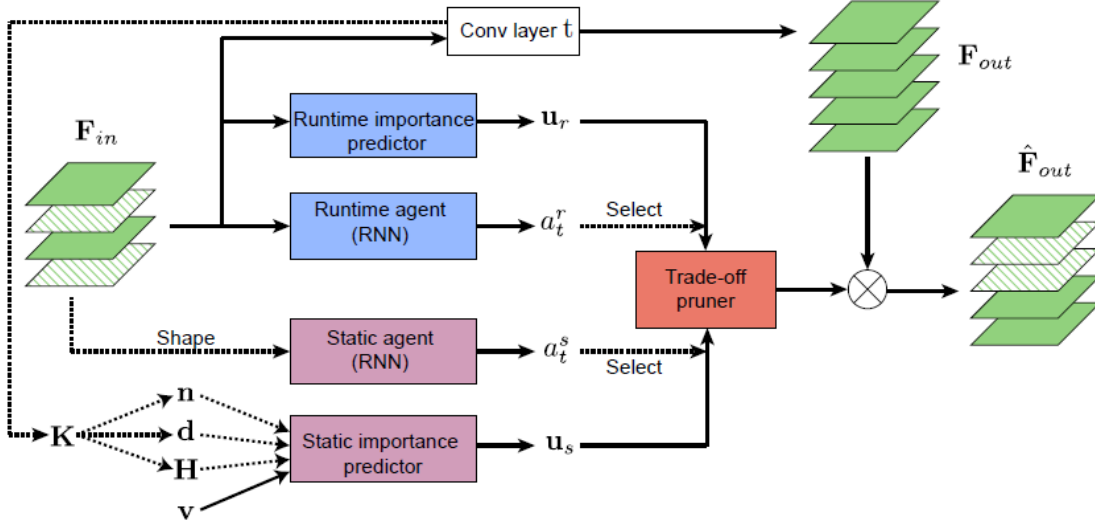 Conv layer t
F_out
F_in
Runtime importance
predictor
u_r
F̂_out
Runtime agent
(RNN)
a_t^r
Select
Trade-off
pruner
Shape
Static agent
(RNN)
a_t^s
Select
n
K
d
H
v
Static importance
predictor
u_s